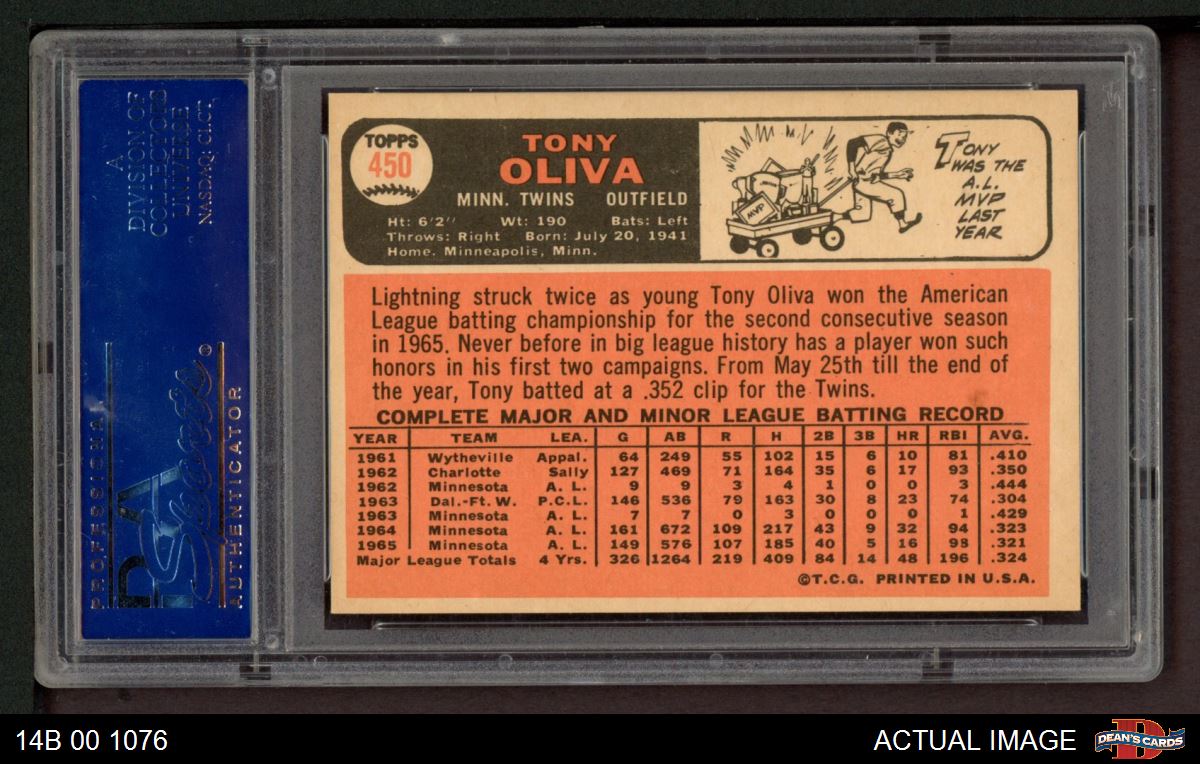 A
DIVISION OF
COLLECTORS
UNIVERSE
NASDAQ: CLCT
PROFESSIONAL
PSA
Sports
®
AUTHENTICATOR
TOPPS
450
TONY
OLIVA
MINN. TWINS OUTFIELD
Ht: 6'2" Wt: 190 Bats: Left
Throws: Right Born: July 20, 1941
Home. Minneapolis, Minn.
MVP
TONY
WAS THE
A.L.
MVP
LAST
YEAR
Lightning struck twice as young Tony Oliva won the American
League batting championship for the second consecutive season
in 1965. Never before in big league history has a player won such
honors in his first two campaigns. From May 25th till the end of
the year, Tony batted at a .352 clip for the Twins.
COMPLETE MAJOR AND MINOR LEAGUE BATTING RECORD
YEAR TEAM LEA. G AB R H 2B 3B HR RBI AVG.
1961 Wytheville Appal. 64 249 55 102 15 6 10 81 .410
1962 Charlotte Sally 127 469 71 164 35 6 17 93 .350
1962 Minnesota A. L. 9 9 3 4 1 0 0 3 .444
1963 Dal.-Ft. W. P.C.L. 146 536 79 163 30 8 23 74 .304
1963 Minnesota A. L. 7 7 0 3 0 0 0 1 .429
1964 Minnesota A. L. 161 672 109 217 43 9 32 94 .323
1965 Minnesota A. L. 149 576 107 185 40 5 16 98 .321
Major League Totals 4 Yrs. 326 1264 219 409 84 14 48 196 .324
©T.C.G. PRINTED IN U.S.A.
14B 00 1076
ACTUAL IMAGE
D
DEAN'S CARDS